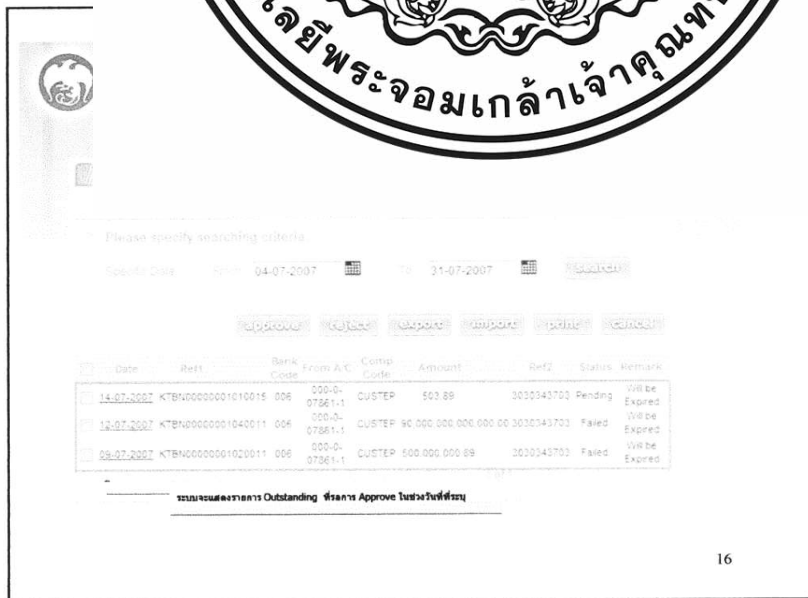 ลยีพระจอมเกล้าเจ้าคุณทห
Please specify searching criteria
Specify Date From 04-07-2007 To 31-07-2007 search
approve reject export import print cancel
Date Ref1 Bank Code From A/C Comp Code Amount Ref2 Status Remark
14-07-2007 KTBN00000001010015 006 000-0-07861-1 CUSTEP 503.89 3030343703 Pending Will be Expired
12-07-2007 KTBN00000001040011 006 000-0-07861-1 CUSTEP 90,000,000,000,000.00 3030343703 Failed Will be Expired
09-07-2007 KTBN00000001020011 006 000-0-07861-1 CUSTEP 500,000,000.89 3030343703 Failed Will be Expired
ระบบจะแสดงรายการ Outstanding ที่รอการ Approve ในช่วงวันที่ที่ระบุ
16